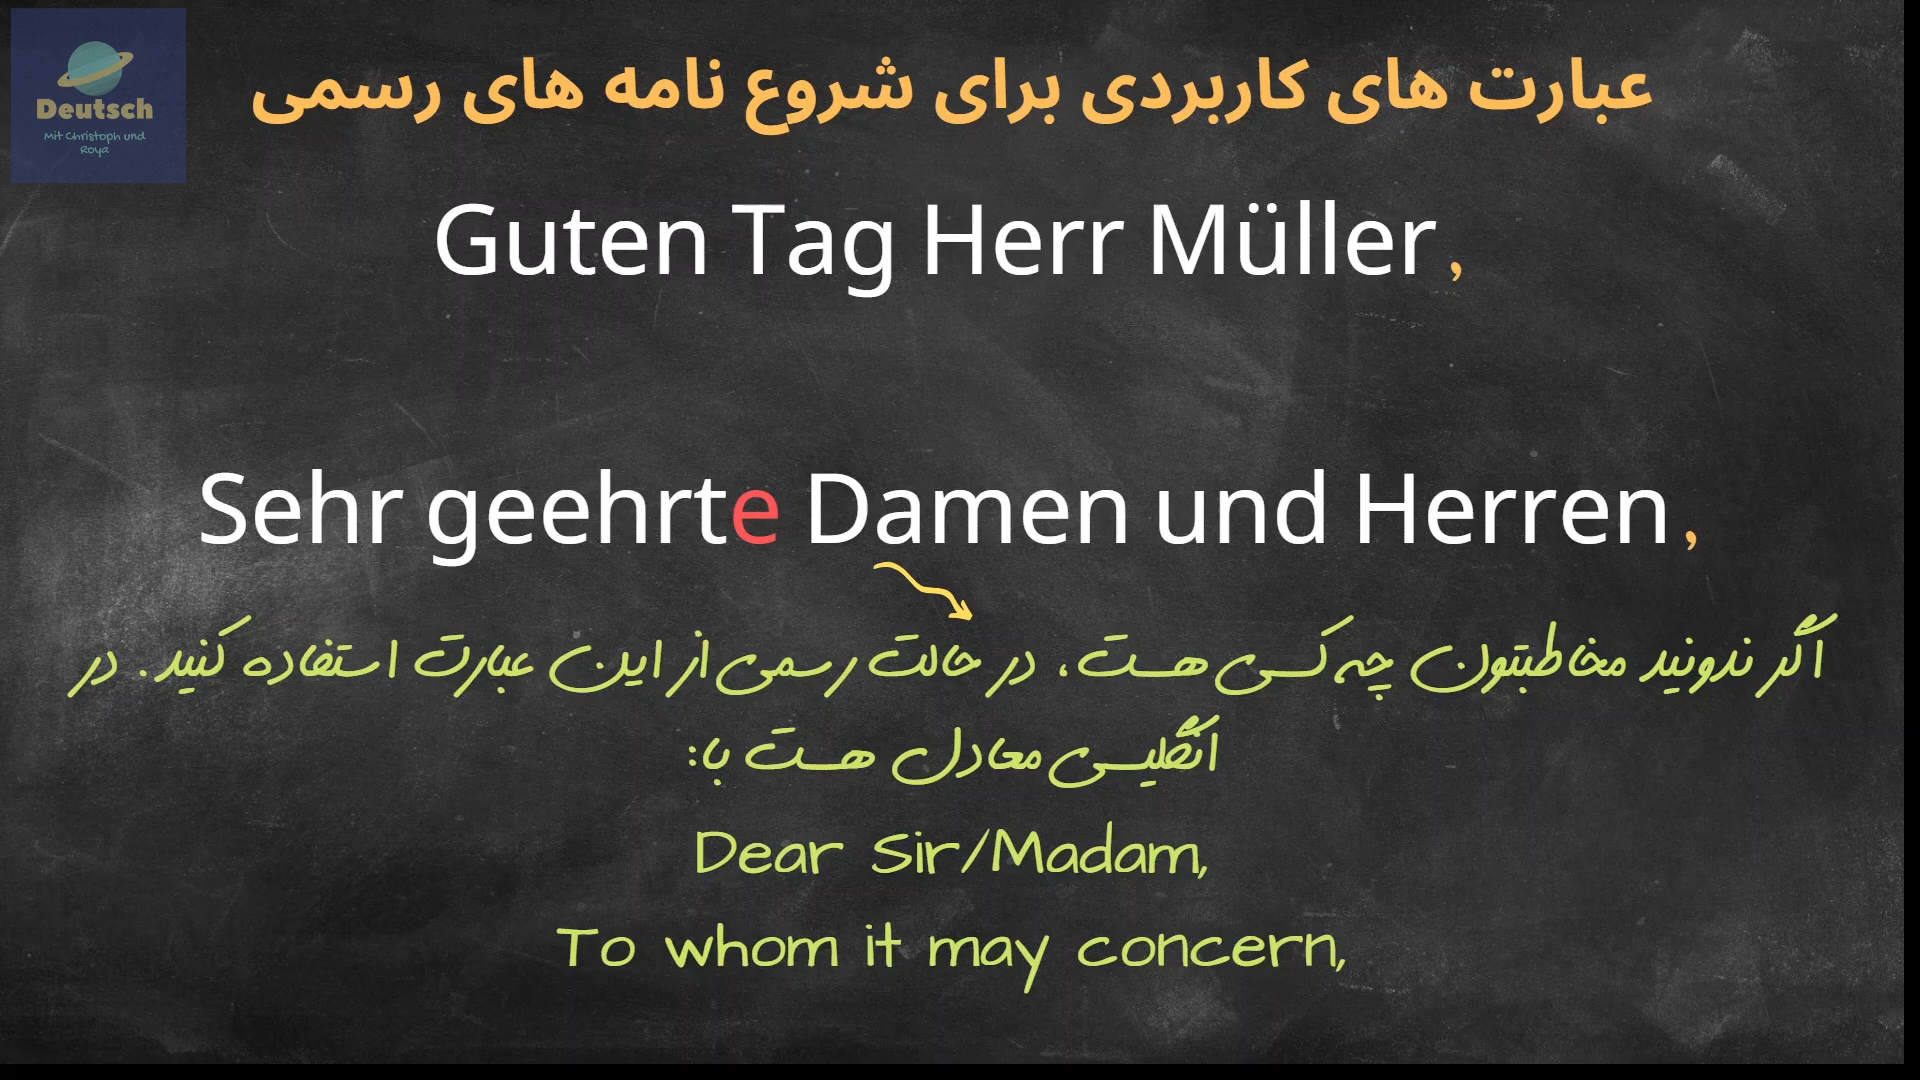 Deutsch
Mit Christoph und
Roya
عبارت های کاربردی برای شروع نامه های رسمی
Guten Tag Herr Müller,
Sehr geehrte Damen und Herren,
اگر ندونید مخاطبتون چه کسی هست، در حالت رسمی از این عبارت استفاده کنید. در
انگلیسی معادل هست با:
Dear Sir/Madam,
To whom it may concern,